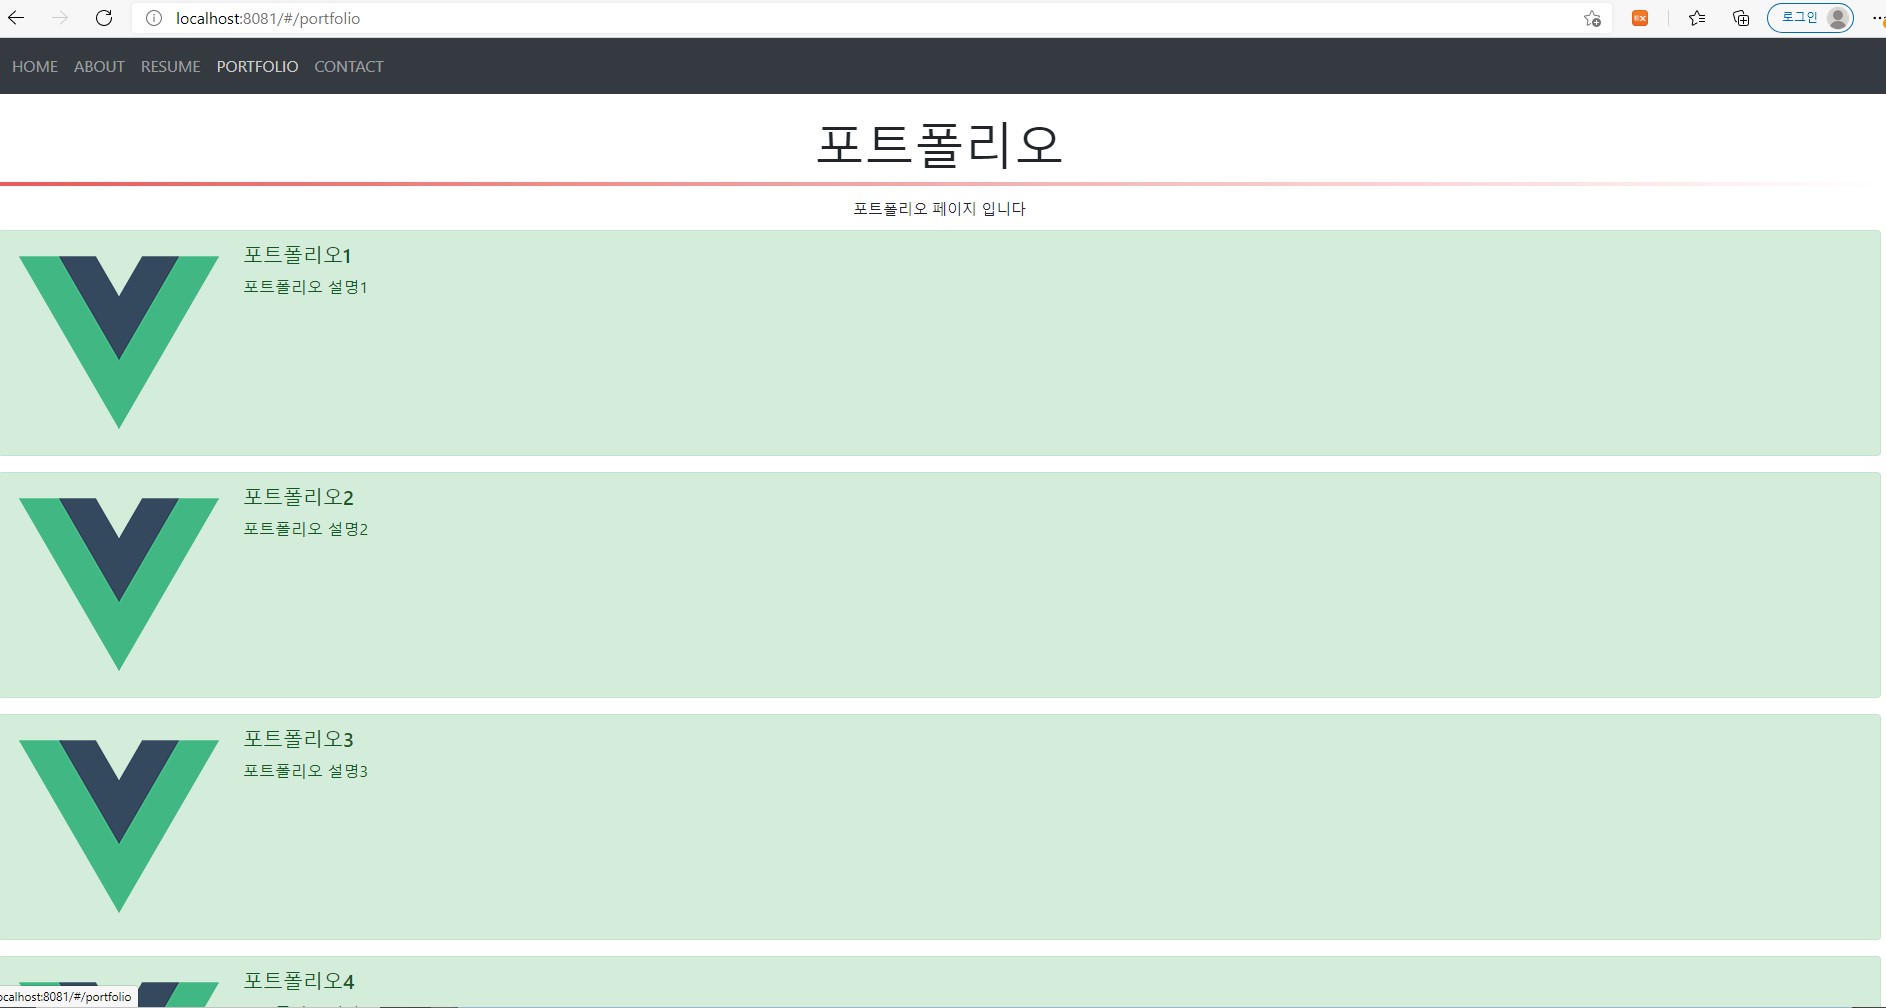 localhost:8081/#/portfolio
로그인
HOME ABOUT RESUME PORTFOLIO CONTACT
포트폴리오
포트폴리오 페이지 입니다
포트폴리오1
포트폴리오 설명1
포트폴리오2
포트폴리오 설명2
포트폴리오3
포트폴리오 설명3
포트폴리오4
ocalhost:8081/#/portfolio